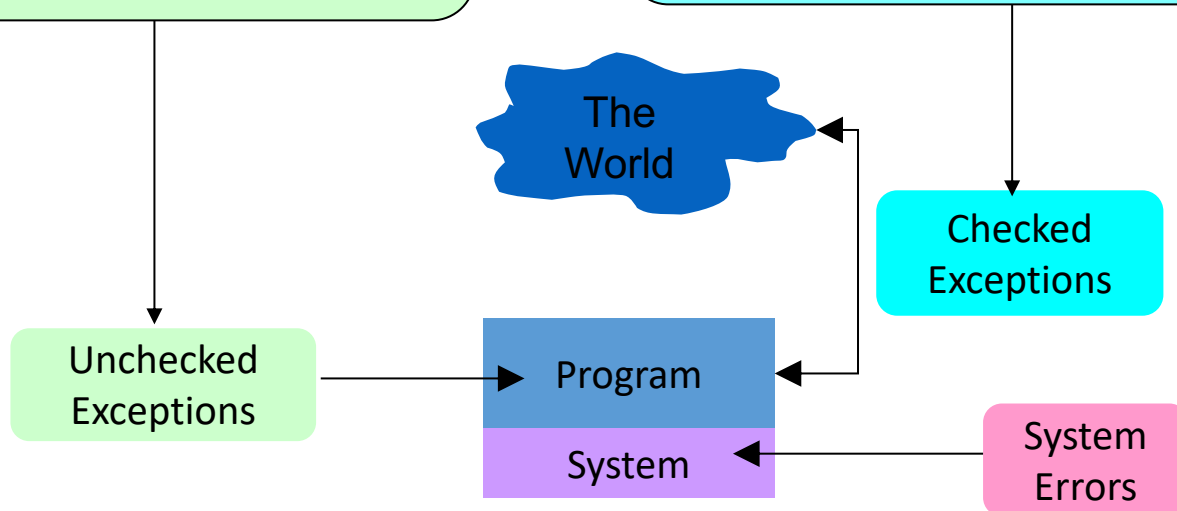 The
World
Checked
Exceptions
Unchecked
Exceptions
Program
System
System
Errors